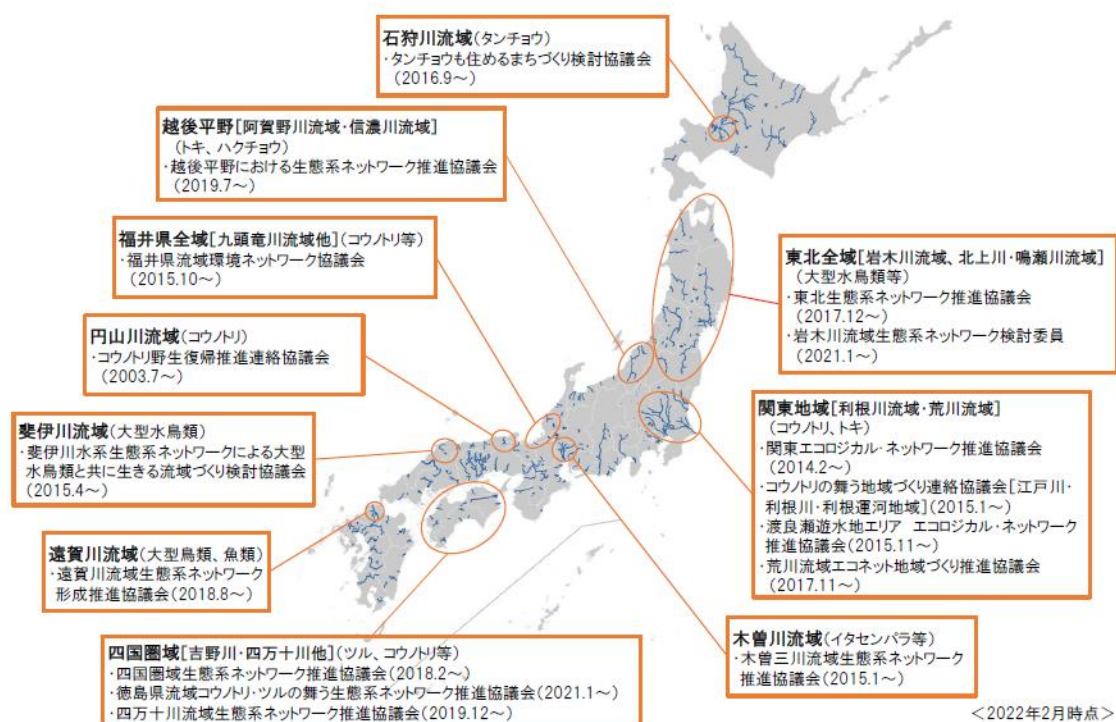 石狩川流域(タンチョウ)
・タンチョウも住めるまちづくり検討協議会
(2016.9～)
越後平野[阿賀野川流域・信濃川流域]
(トキ、ハクチョウ)
・越後平野における生態系ネットワーク推進協議会
(2019.7～)
福井県全域[九頭竜川流域他](コウノトリ等)
・福井県流域環境ネットワーク協議会
(2015.10～)
円山川流域(コウノトリ)
・コウノトリ野生復帰推進連絡協議会
(2003.7～)
斐伊川流域(大型水鳥類)
・斐伊川水系生態系ネットワークによる大型
水鳥類と共に生きる流域づくり検討協議会
(2015.4～)
遠賀川流域(大型鳥類、魚類)
・遠賀川流域生態系ネットワーク
形成推進協議会(2018.8～)
四国圏域[吉野川・四万十川他](ツル、コウノトリ等)
・四国圏域生態系ネットワーク推進協議会(2018.2～)
・徳島県流域コウノトリ・ツルの舞う生態系ネットワーク推進協議会(2021.1～)
・四万十川流域生態系ネットワーク推進協議会(2019.12～)
東北全域[岩木川流域、北上川・鳴瀬川流域]
(大型水鳥類等)
・東北生態系ネットワーク推進協議会
(2017.12～)
・岩木川流域生態系ネットワーク検討委員
(2021.1～)
関東地域[利根川流域・荒川流域]
(コウノトリ、トキ)
・関東エコロジカル・ネットワーク推進協議会
(2014.2～)
・コウノトリの舞う地域づくり連絡協議会[江戸川・
利根川・利根運河地域](2015.1～)
・渡良瀬遊水地エリア エコロジカル・ネットワーク
推進協議会(2015.11～)
・荒川流域エコネット地域づくり推進協議会
(2017.11～)
木曽川流域(イタセンパラ等)
・木曽三川流域生態系ネットワーク
推進協議会(2015.1～)
<2022年2月時点>